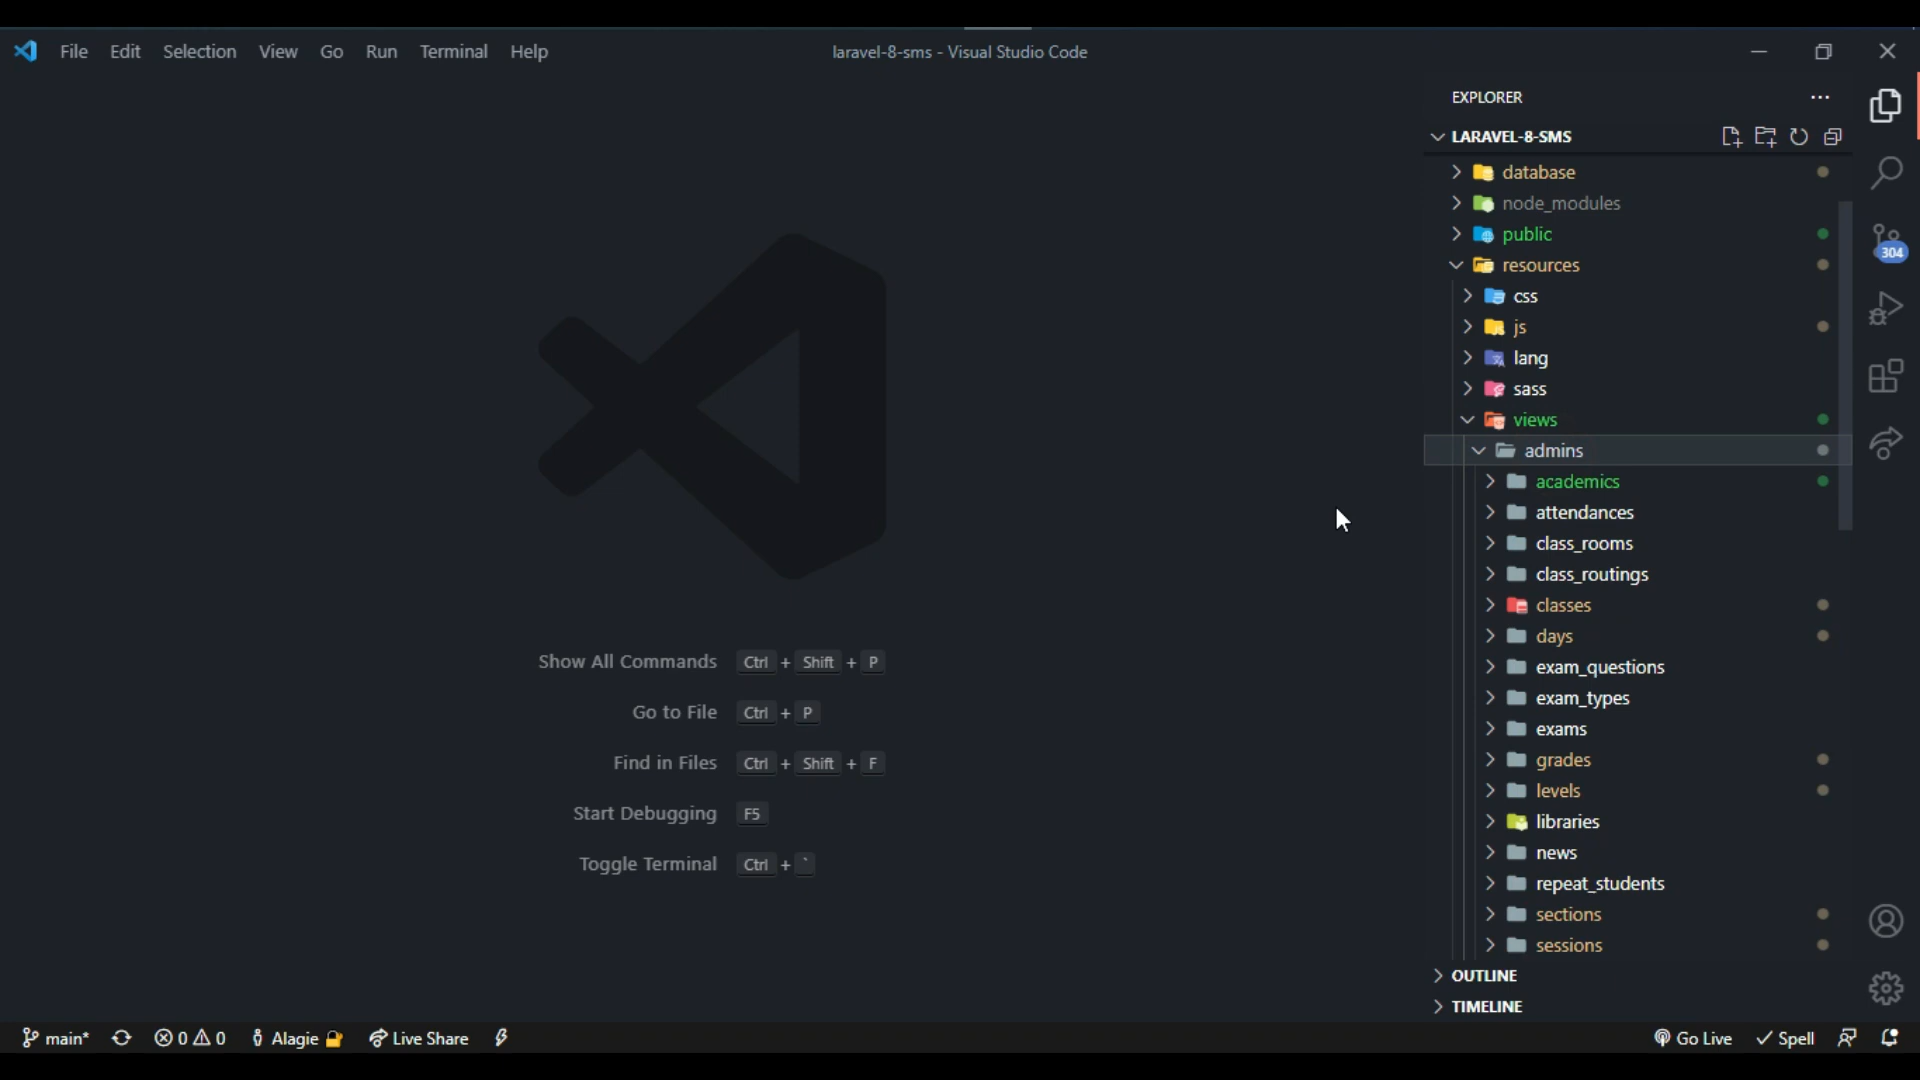 File Edit Selection View Go Run Terminal Help
laravel-8-sms - Visual Studio Code
EXPLORER
LARAVEL-8-SMS
database
node_modules
public
resources
css
js
lang
sass
views
admins
academics
attendances
class_rooms
class_routings
classes
days
exam_questions
exam_types
exams
grades
levels
libraries
news
repeat_students
sections
sessions
OUTLINE
TIMELINE
304
Show All Commands Ctrl + Shift + P
Go to File Ctrl + P
Find in Files Ctrl + Shift + F
Start Debugging F5
Toggle Terminal Ctrl + `
main* 0 0 Alagie Live Share Go Live Spell